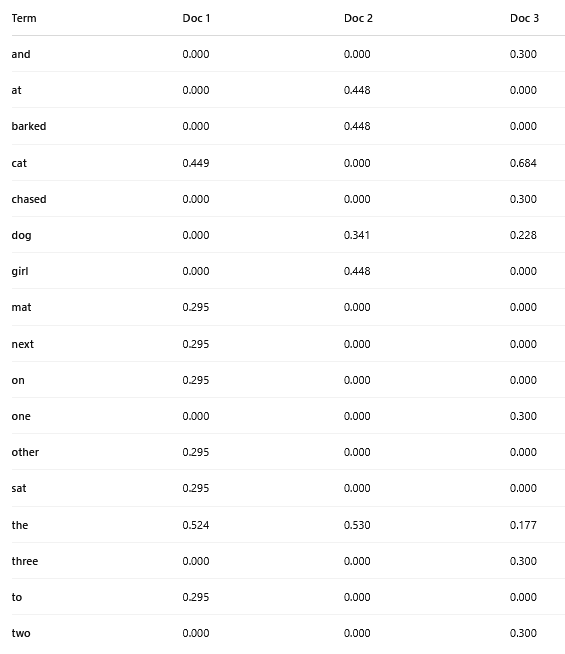 Term Doc 1 Doc 2 Doc 3
and 0.000 0.000 0.300
at 0.000 0.448 0.000
barked 0.000 0.448 0.000
cat 0.449 0.000 0.684
chased 0.000 0.000 0.300
dog 0.000 0.341 0.228
girl 0.000 0.448 0.000
mat 0.295 0.000 0.000
next 0.295 0.000 0.000
on 0.295 0.000 0.000
one 0.000 0.000 0.300
other 0.295 0.000 0.000
sat 0.295 0.000 0.000
the 0.524 0.530 0.177
three 0.000 0.000 0.300
to 0.295 0.000 0.000
two 0.000 0.000 0.300